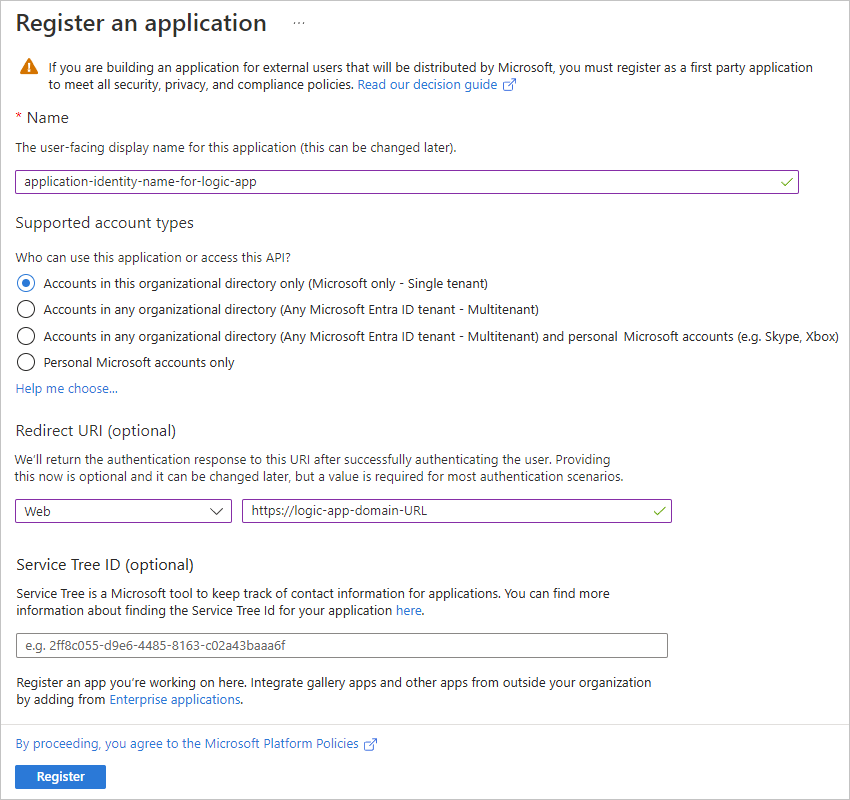 Register an application ...
If you are building an application for external users that will be distributed by Microsoft, you must register as a first party application
to meet all security, privacy, and compliance policies. Read our decision guide
* Name
The user-facing display name for this application (this can be changed later).
application-identity-name-for-logic-app
Supported account types
Who can use this application or access this API?
Accounts in this organizational directory only (Microsoft only - Single tenant)
Accounts in any organizational directory (Any Microsoft Entra ID tenant - Multitenant)
Accounts in any organizational directory (Any Microsoft Entra ID tenant - Multitenant) and personal Microsoft accounts (e.g. Skype, Xbox)
Personal Microsoft accounts only
Help me choose...
Redirect URI (optional)
We'll return the authentication response to this URI after successfully authenticating the user. Providing
this now is optional and it can be changed later, but a value is required for most authentication scenarios.
Web https://logic-app-domain-URL
Service Tree ID (optional)
Service Tree is a Microsoft tool to keep track of contact information for applications. You can find more
information about finding the Service Tree Id for your application here.
e.g. 2ff8c055-d9e6-4485-8163-c02a43baaa6f
Register an app you're working on here. Integrate gallery apps and other apps from outside your organization
by adding from Enterprise applications.
By proceeding, you agree to the Microsoft Platform Policies
Register